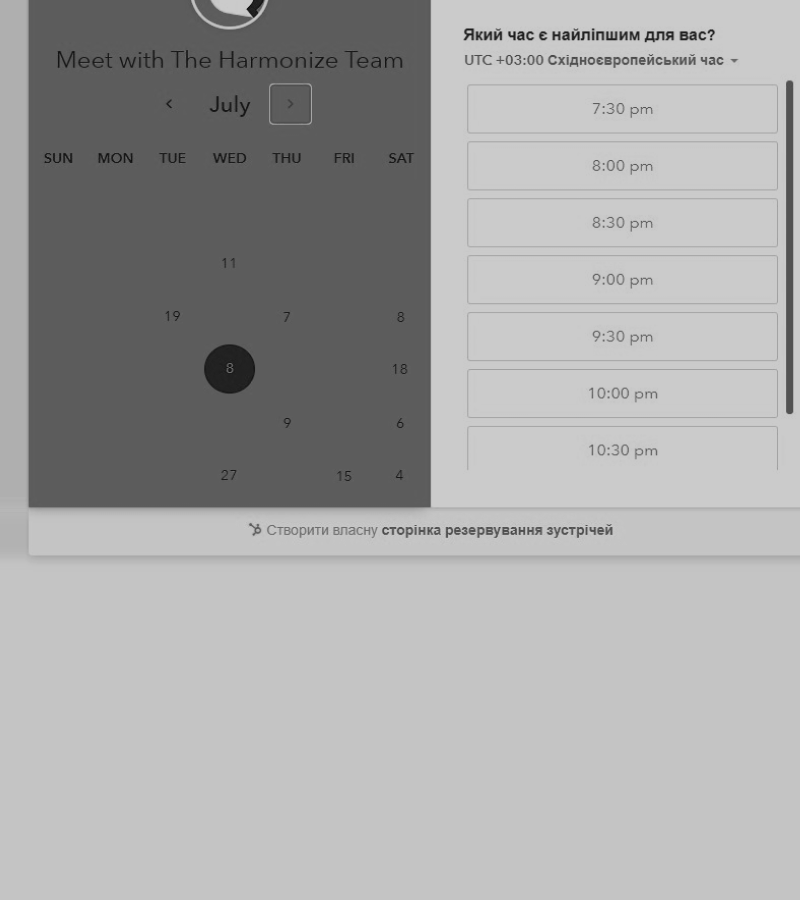 Meet with The Harmonize Team
July
SUN MON TUE WED THU FRI SAT
11
19 7 8
8 18
9 6
27 15 4
Який час є найліпшим для вас?
UTC +03:00 Східноєвропейський час
7:30 pm
8:00 pm
8:30 pm
9:00 pm
9:30 pm
10:00 pm
10:30 pm
Створити власну сторінка резервування зустрічей